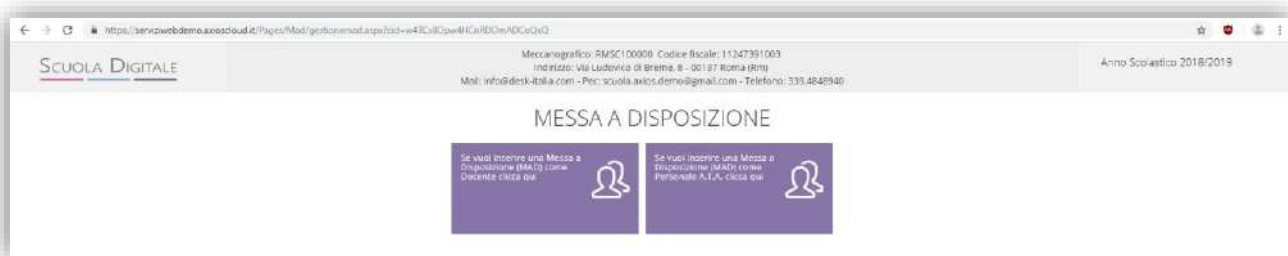 https://serviziwebdemo.axioscloud.it/Pages/Mad/gestionemad.aspx
SCUOLA DIGITALE
Meccanografico: RMSC100000 Codice fiscale: 11247391003
Indirizzo: Via Ludovico di Breme, 8 - 00137 Roma (Rm)
Mail: info@desk-italia.com - Pec: scuola.axios.demo@gmail.com - Telefono: 335.4848940
Anno Scolastico 2018/2019
MESSA A DISPOSIZIONE
Se vuoi inserire una Messa a
Disposizione (MAD) come
Docente clicca qui
Se vuoi inserire una Messa a
Disposizione (MAD) come
Personale A.T.A. clicca qui